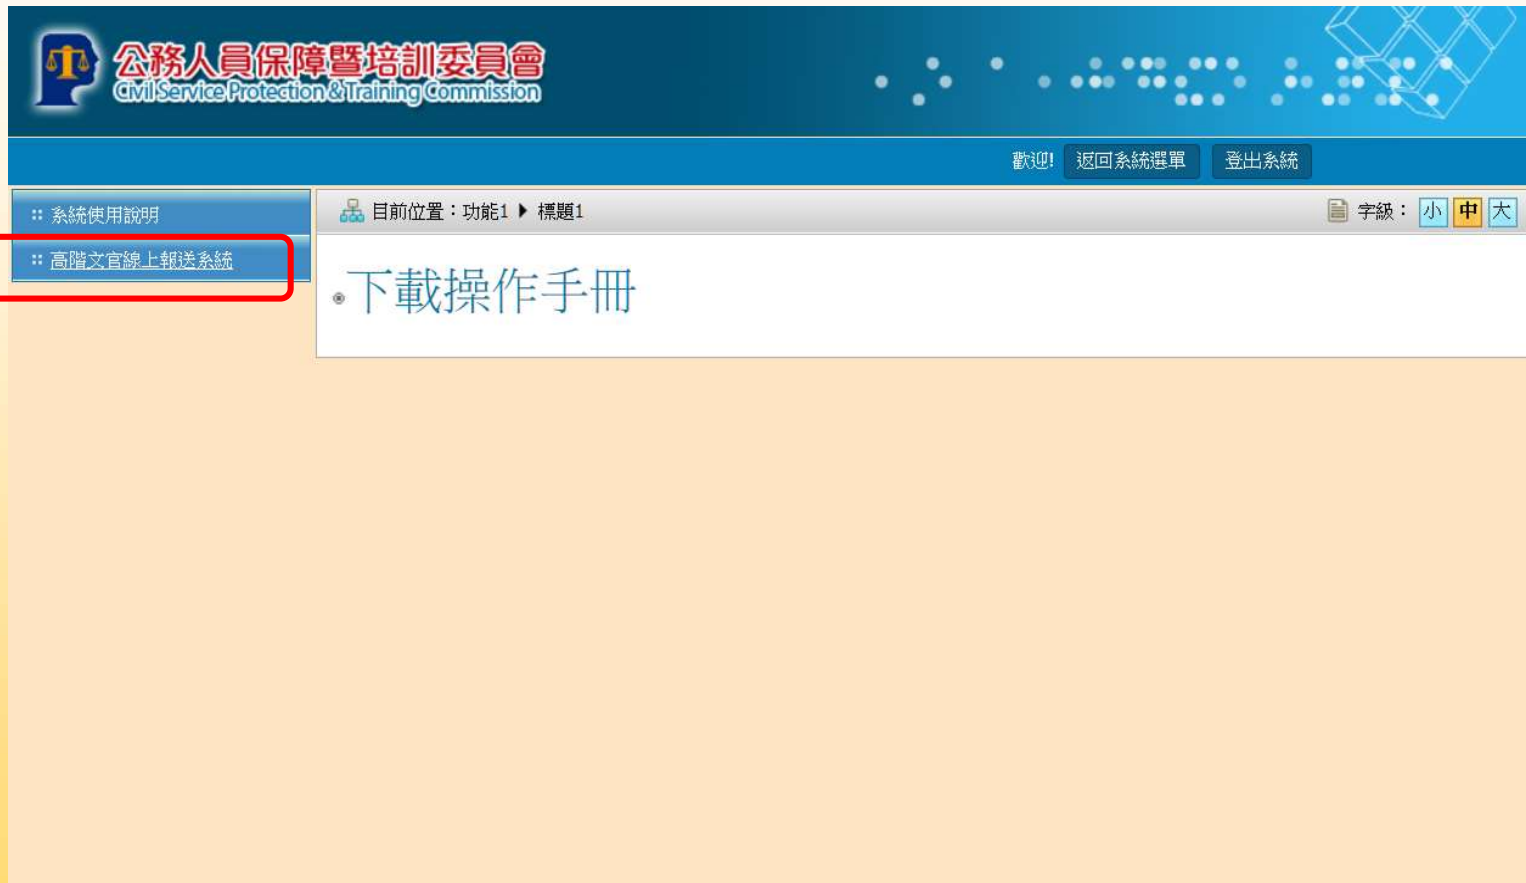 公務人員保障暨培訓委員會
Civil Service Protection & Training Commission
歡迎! 返回系統選單 登出系統
:: 系統使用說明
目前位置：功能1 ▶ 標題1
字級： 小 中 大
:: 高階文官線上報送系統
下載操作手冊